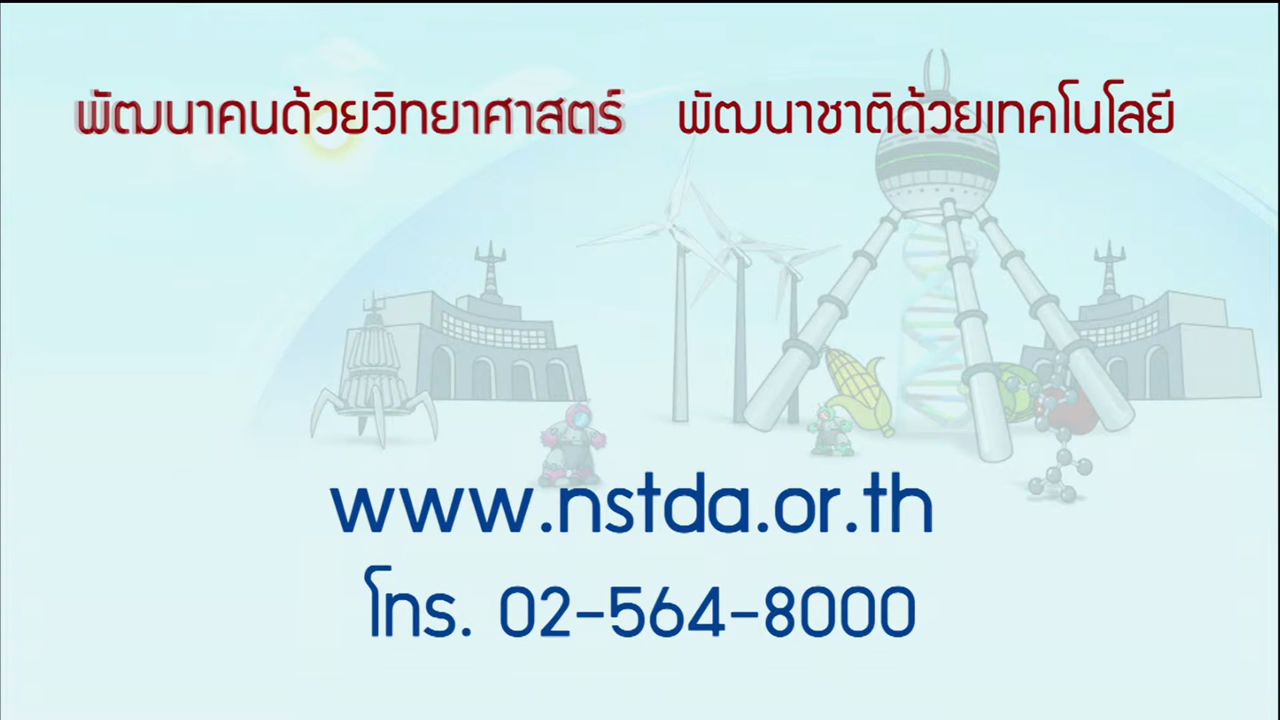 พัฒนาคนด้วยวิทยาศาสตร์ พัฒนาชาติด้วยเทคโนโลยี
www.nstda.or.th
โทร. 02-564-8000